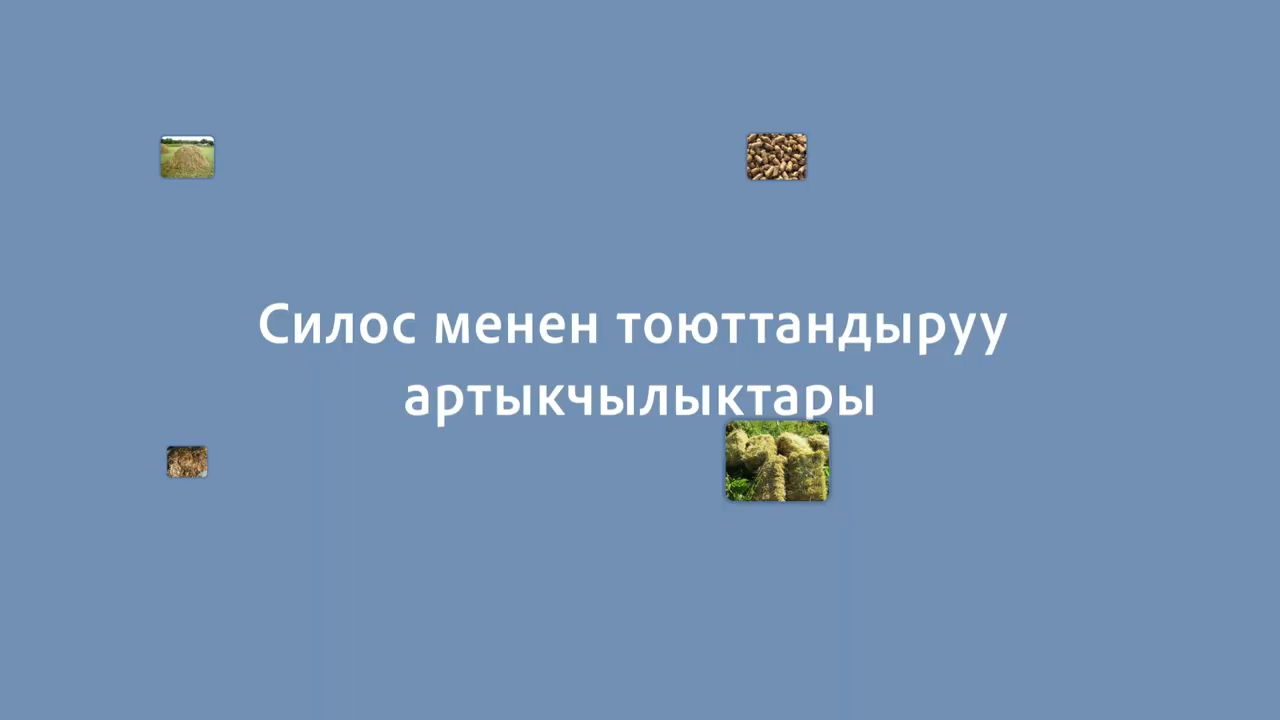 Силос менен тоюттандыруу
артыкчылыктары